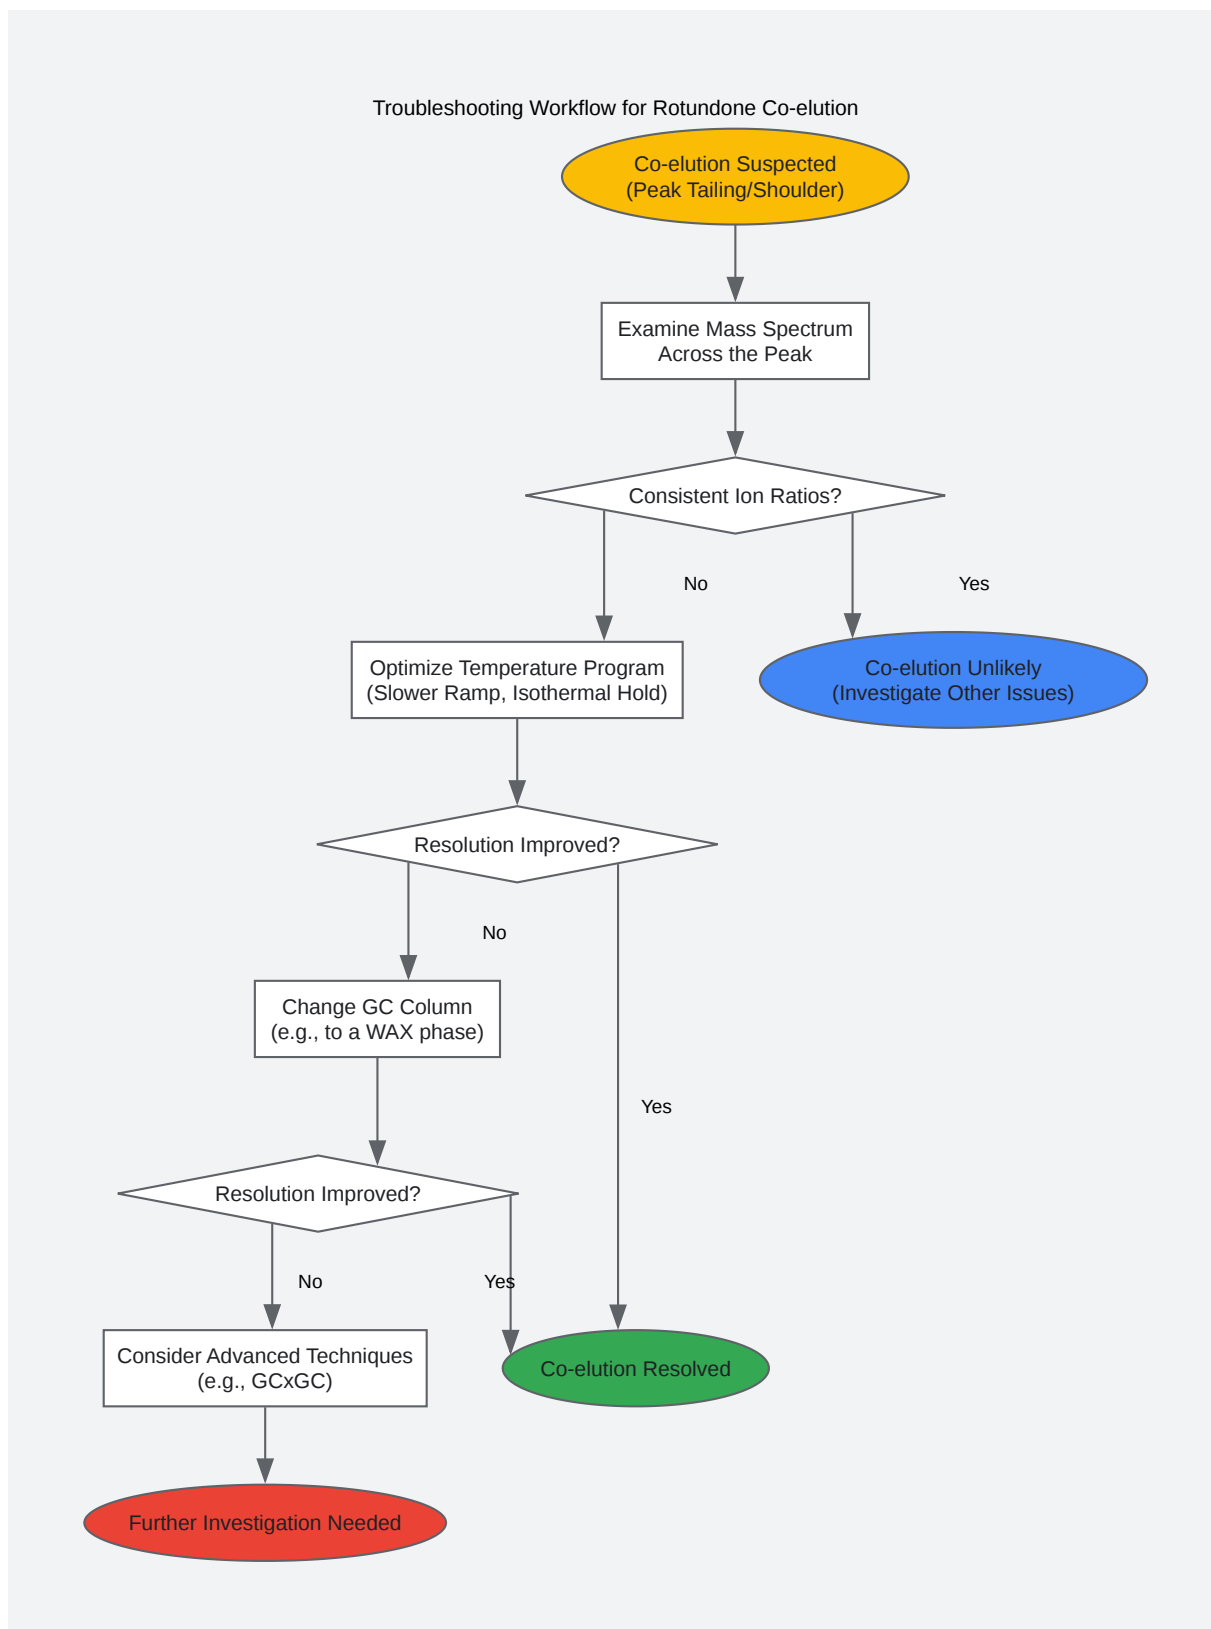 Troubleshooting Workflow for Rotundone Co-elution
Co-elution Suspected
(Peak Tailing/Shoulder)
Examine Mass Spectrum
Across the Peak
Consistent Ion Ratios?
No
Yes
Optimize Temperature Program
(Slower Ramp, Isothermal Hold)
Co-elution Unlikely
(Investigate Other Issues)
Resolution Improved?
No
Change GC Column
(e.g., to a WAX phase)
Yes
Resolution Improved?
No
Yes
Consider Advanced Techniques
(e.g., GCxGC)
Co-elution Resolved
Further Investigation Needed